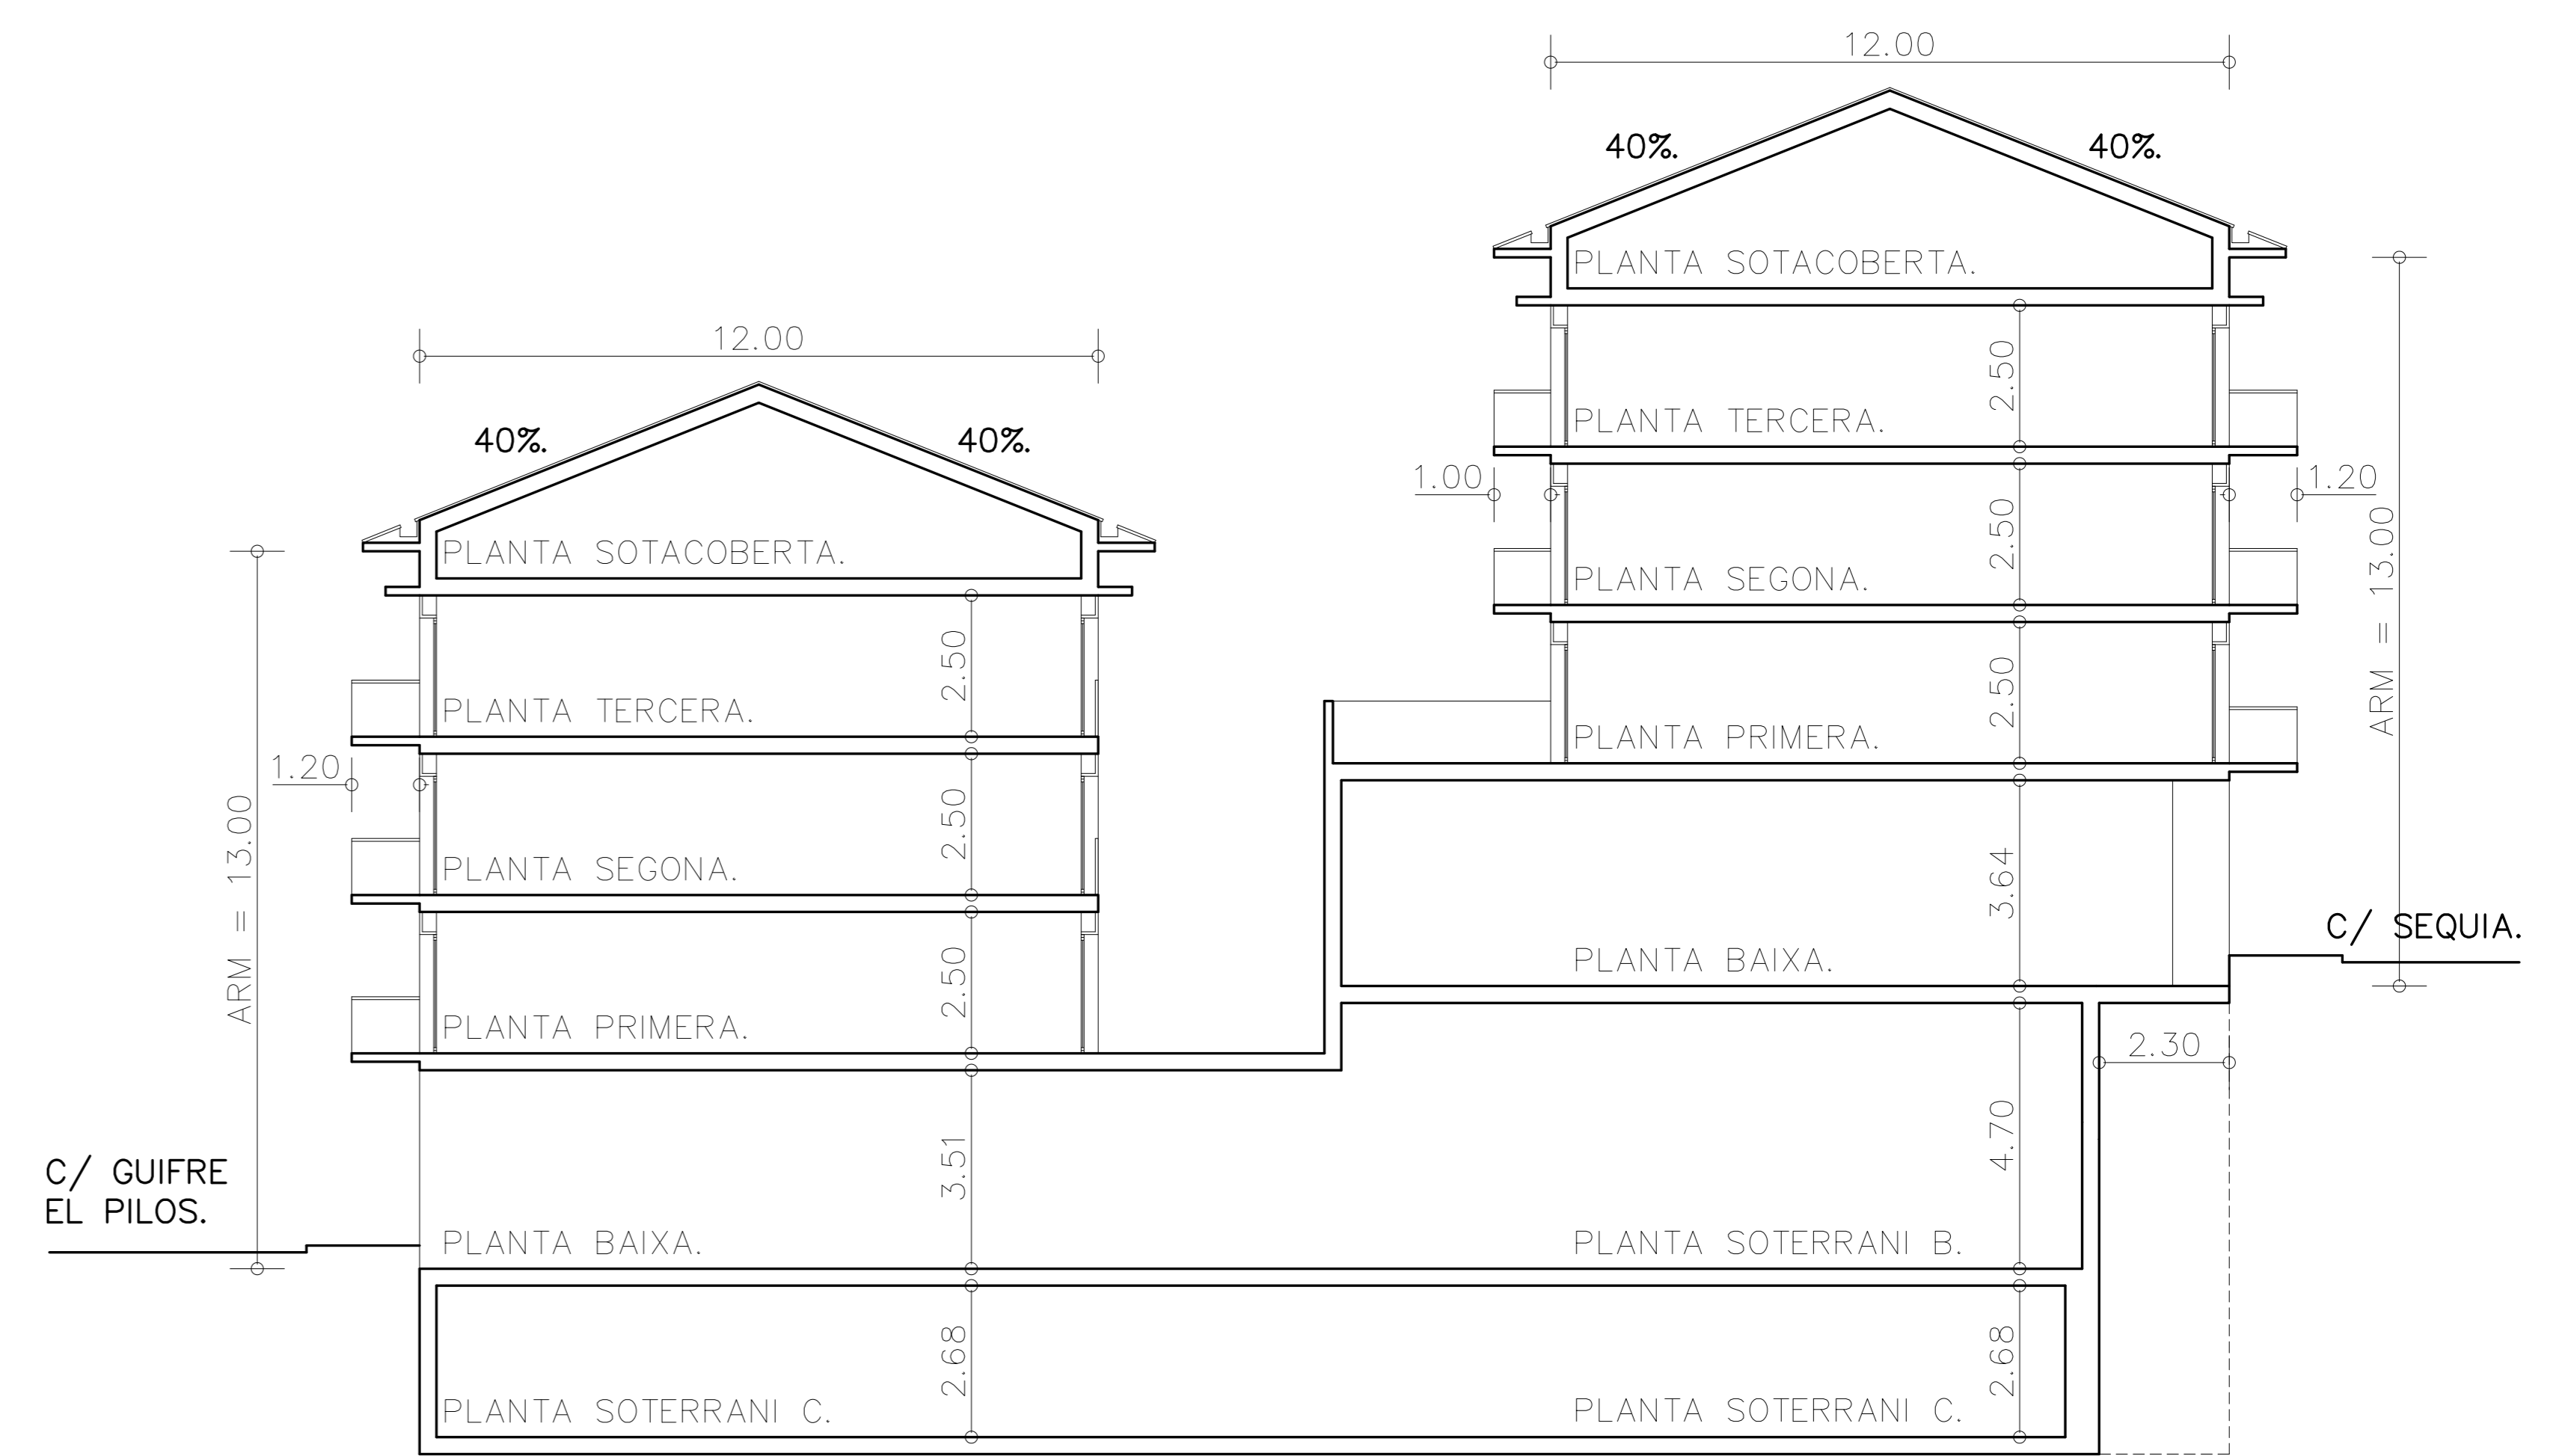 12.00
40%.
40%.
PLANTA SOTACOBERTA.
2.50
PLANTA TERCERA.
1.00
1.20
2.50
PLANTA SEGONA.
ARM = 13.00
2.50
PLANTA PRIMERA.
3.64
PLANTA BAIXA.
C/ SEQUIA.
2.30
4.70
PLANTA SOTERRANI B.
2.68
PLANTA SOTERRANI C.
12.00
40%.
40%.
PLANTA SOTACOBERTA.
2.50
PLANTA TERCERA.
1.20
2.50
PLANTA SEGONA.
ARM = 13.00
2.50
PLANTA PRIMERA.
3.51
C/ GUIFRE
EL PILOS.
PLANTA BAIXA.
2.68
PLANTA SOTERRANI C.